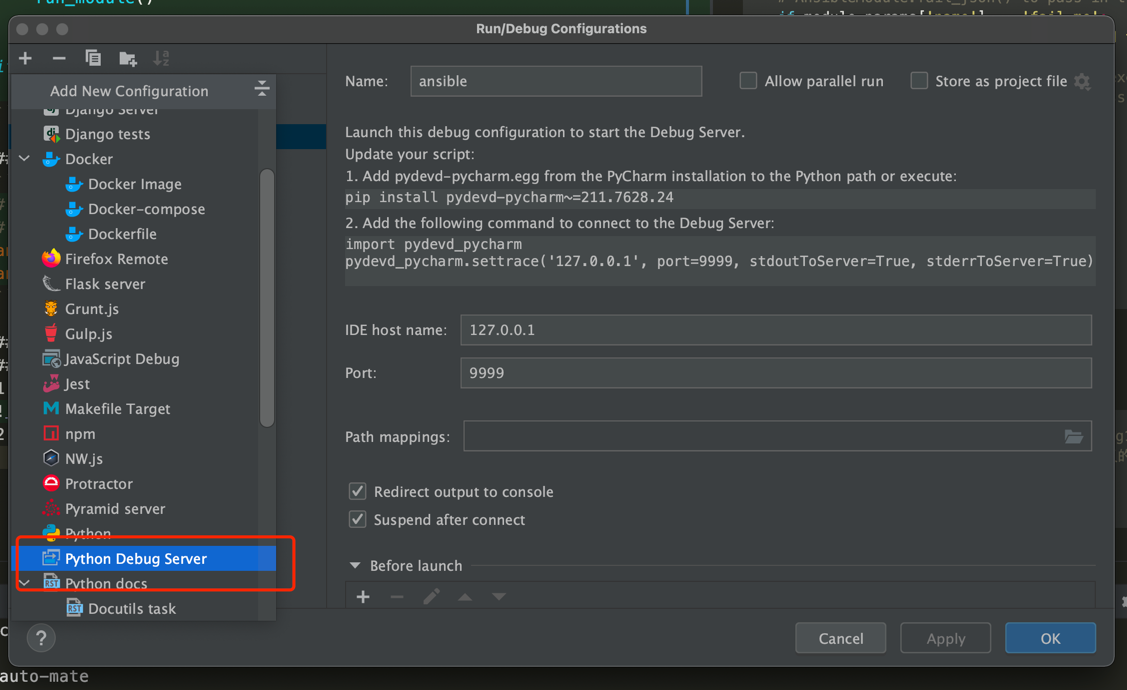 run_module()
Run/Debug Configurations
Add New Configuration
Django Server
Django tests
Docker
Docker Image
Docker-compose
Dockerfile
Firefox Remote
Flask server
Grunt.js
Gulp.js
JavaScript Debug
Jest
Makefile Target
npm
NW.js
Protractor
Pyramid server
Python
Python Debug Server
Python docs
Docutils task
Name: ansible
Allow parallel run
Store as project file
Launch this debug configuration to start the Debug Server.
Update your script:
1. Add pydevd-pycharm.egg from the PyCharm installation to the Python path or execute:
pip install pydevd-pycharm~=211.7628.24
2. Add the following command to connect to the Debug Server:
import pydevd_pycharm
pydevd_pycharm.settrace('127.0.0.1', port=9999, stdoutToServer=True, stderrToServer=True)
IDE host name: 127.0.0.1
Port: 9999
Path mappings:
Redirect output to console
Suspend after connect
Before launch
?
Cancel
Apply
OK
auto-mate